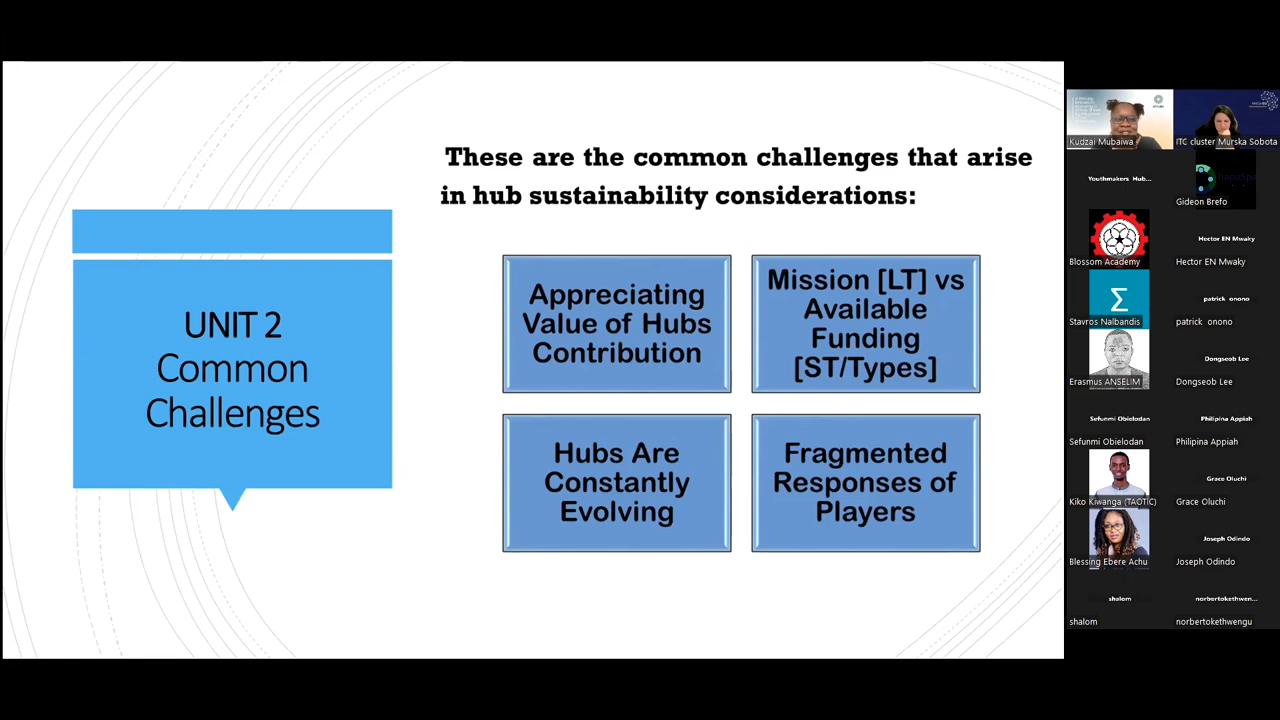 These are the common challenges that arise
in hub sustainability considerations:
UNIT 2
Common
Challenges
Appreciating
Value of Hubs
Contribution
Mission [LT] vs
Available
Funding
[ST/Types]
Hubs Are
Constantly
Evolving
Fragmented
Responses of
Players
Kudzai Mubaiwa
ITC cluster Murska Sobota
Youthmakers Hub...
Gideon Brefo
Blossom Academy
Hector EN Mwaky
Hector EN Mwaky
Σ
Stavros Nalbandis
patrick onono
patrick onono
Erasmus ANSELIM
Dongseob Lee
Dongseob Lee
Sefunmi Obielodan
Sefunmi Obielodan
Philipina Appiah
Philipina Appiah
Kiko Kiwanga (TAOTIC)
Grace Oluchi
Grace Oluchi
Blessing Ebere Achu
Joseph Odindo
Joseph Odindo
shalom
shalom
norbertokethwen...
norbertokethwengu